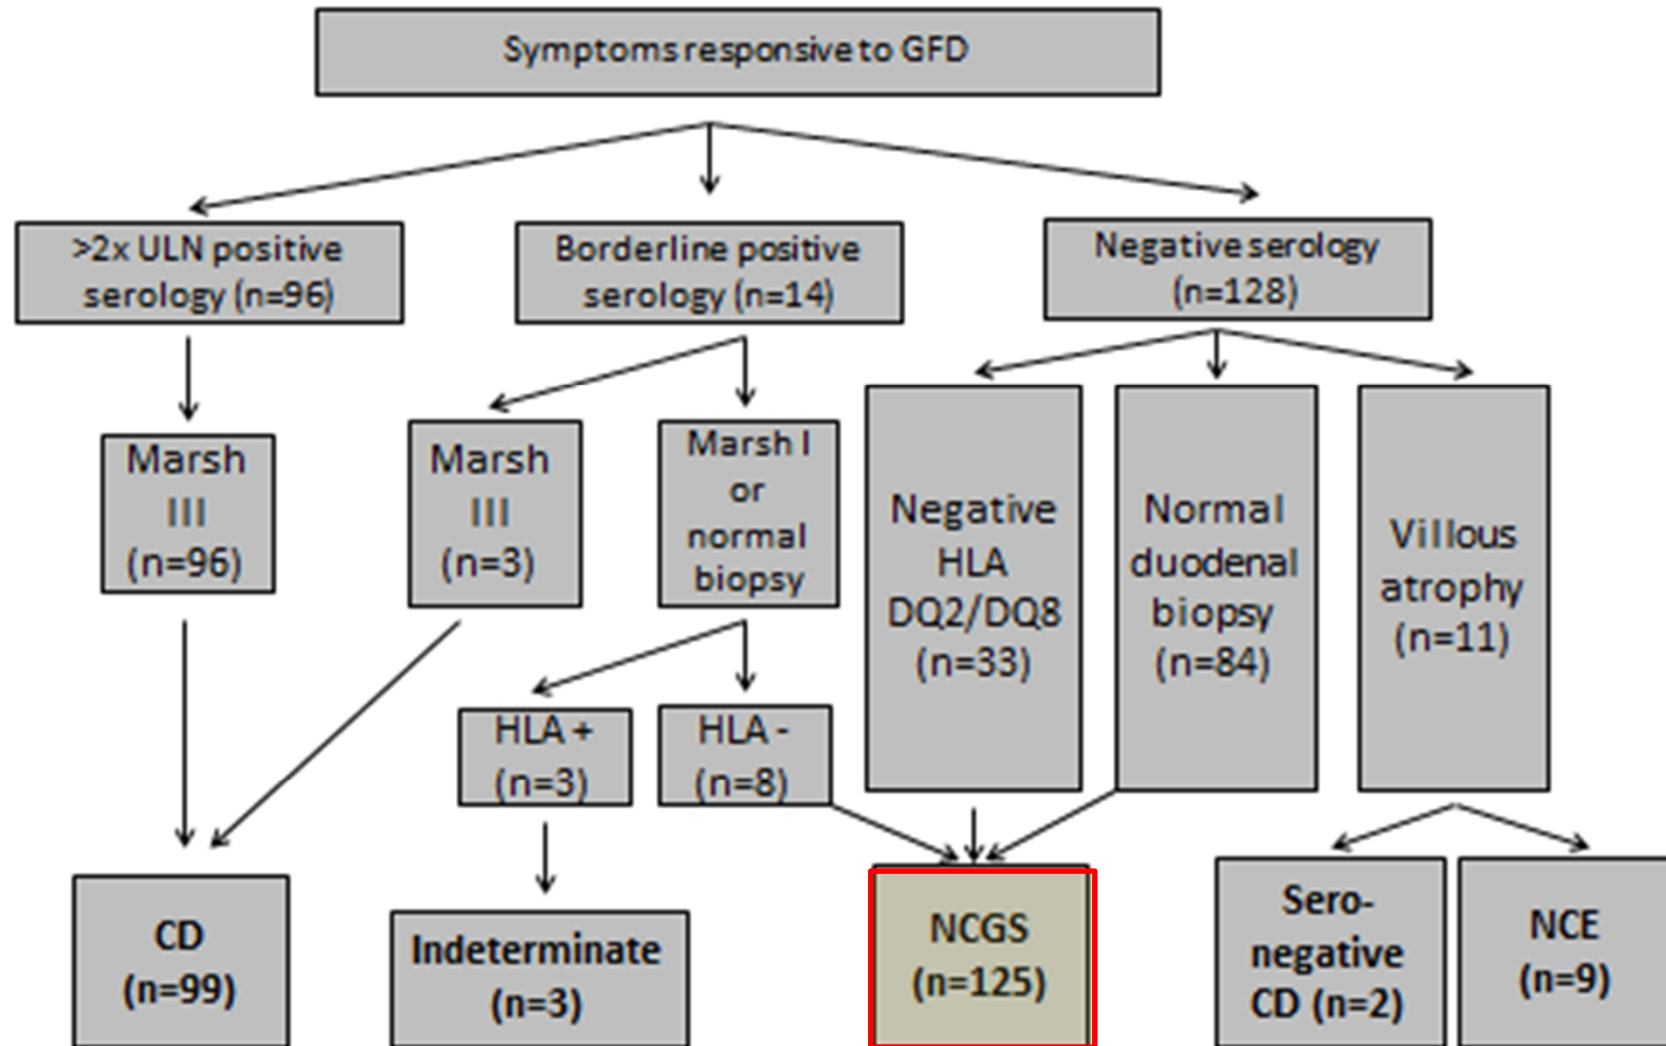 Symptoms responsive to GFD
>2x ULN positive
serology (n=96)
Borderline positive
serology (n=14)
Negative serology
(n=128)
Marsh
III
(n=96)
Marsh
III
(n=3)
Marsh I
or
normal
biopsy
Negative
HLA
DQ2/DQ8
(n=33)
Normal
duodenal
biopsy
(n=84)
Villous
atrophy
(n=11)
HLA +
(n=3)
HLA -
(n=8)
CD
(n=99)
Indeterminate
(n=3)
NCGS
(n=125)
Sero-
negative
CD (n=2)
NCE
(n=9)